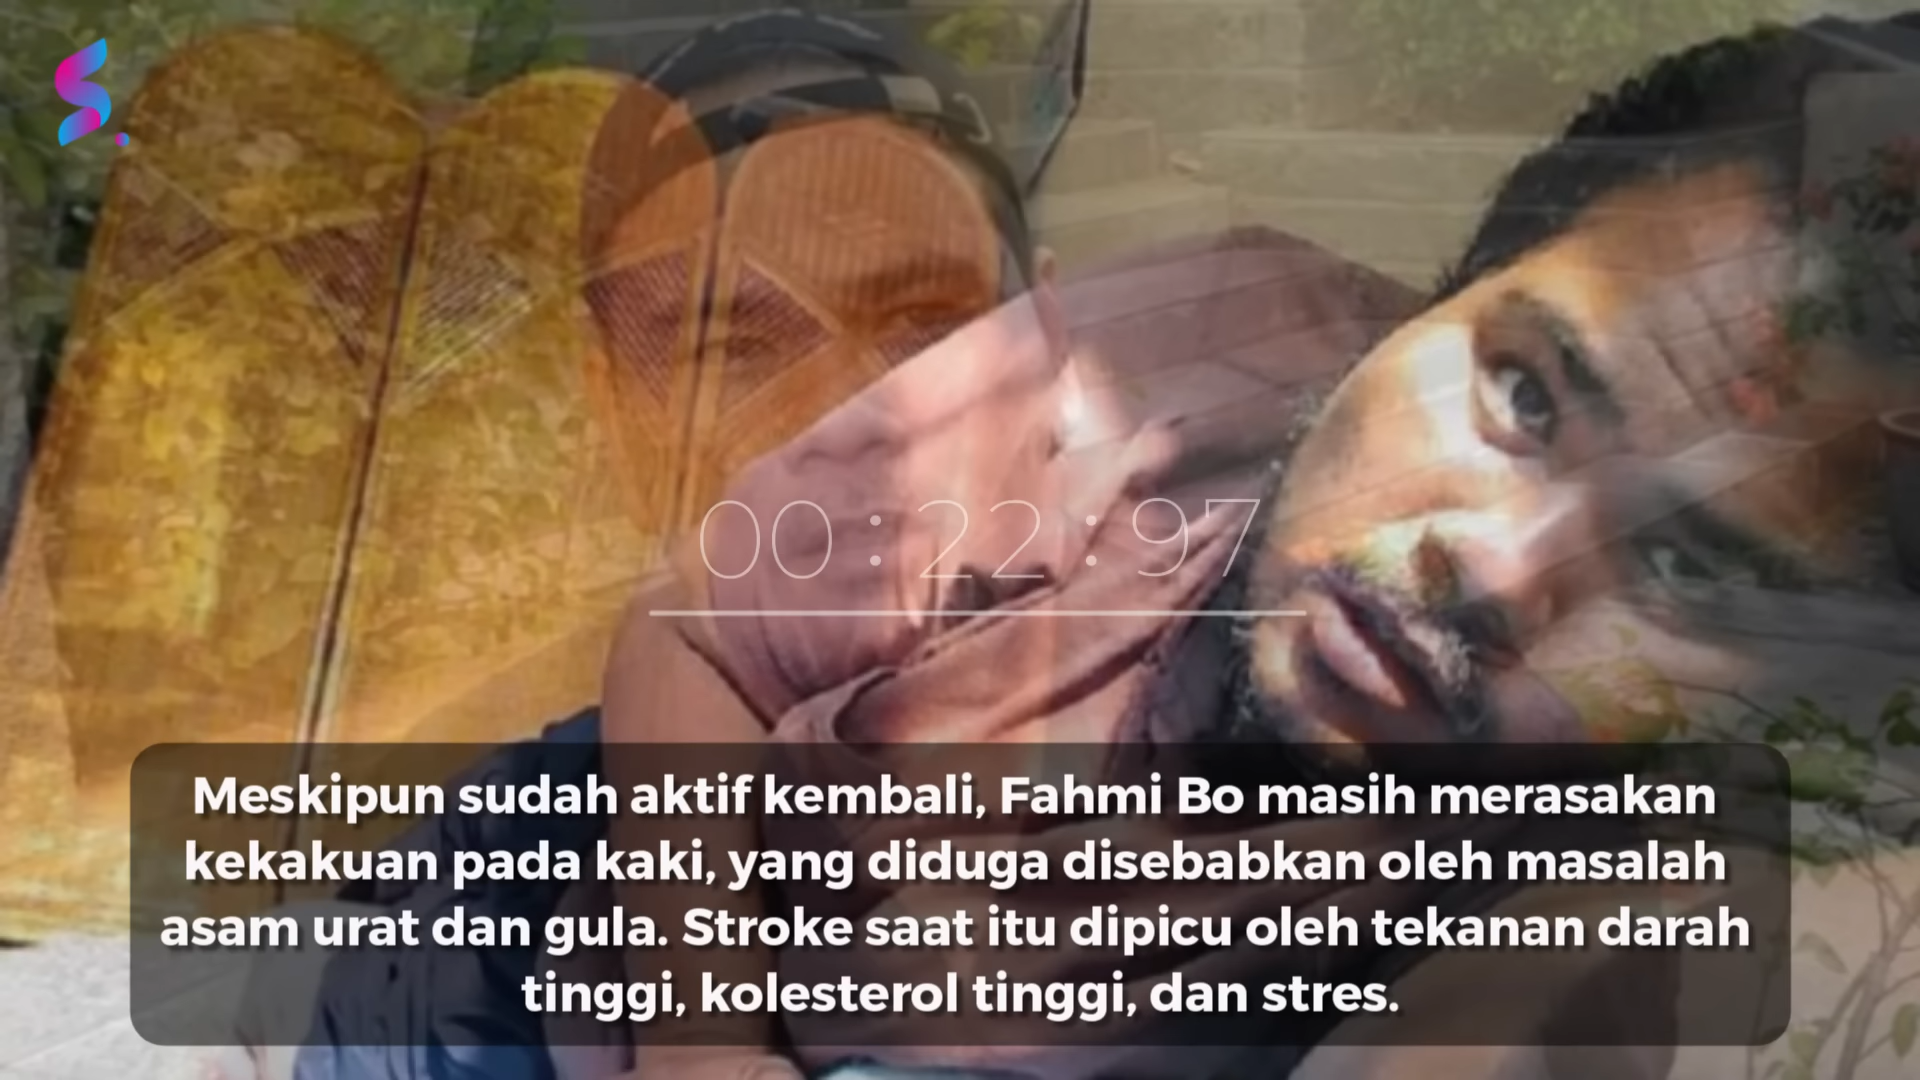 00:22:97
Meskipun sudah aktif kembali, Fahmi Bo masih merasakan
kekakuan pada kaki, yang diduga disebabkan oleh masalah
asam urat dan gula. Stroke saat itu dipicu oleh tekanan darah
tinggi, kolesterol tinggi, dan stres.